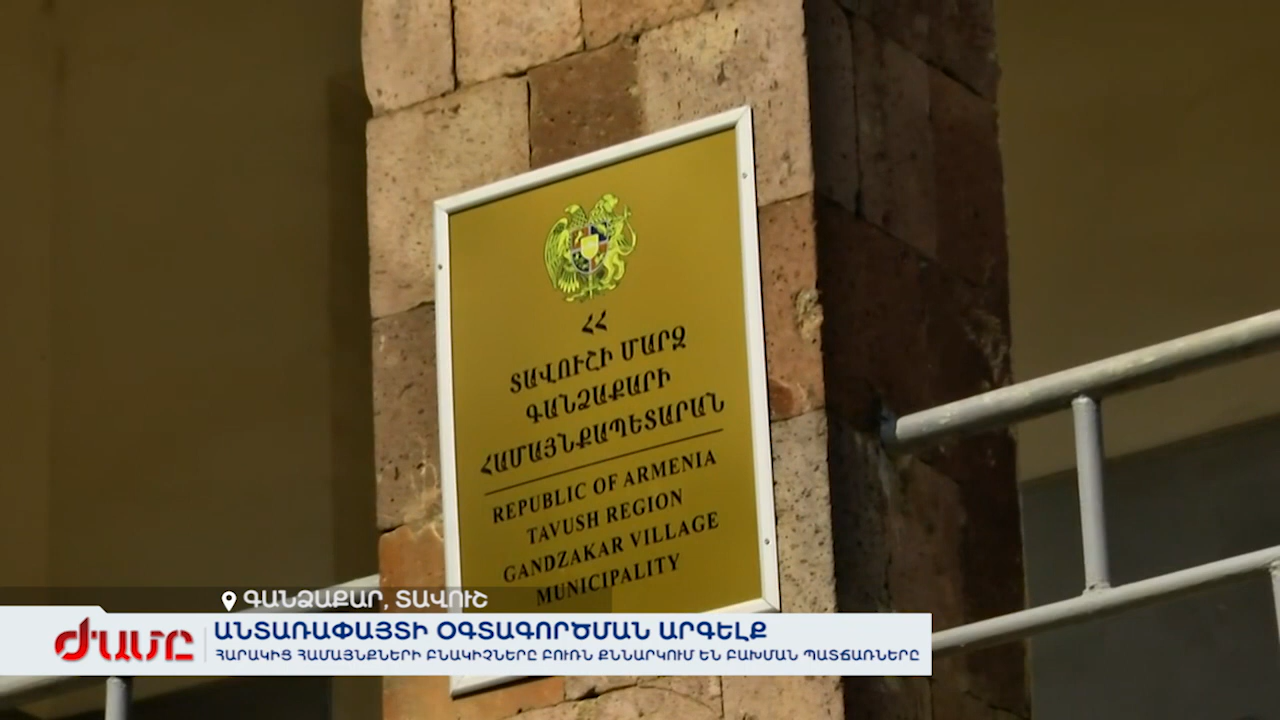 ՀՀ
ՏԱՎՈՒՇԻ ՄԱՐԶ
ԳԱՆՁԱՔԱՐԻ
ՀԱՄԱՅՆՔԱՊԵՏԱՐԱՆ
REPUBLIC OF ARMENIA
TAVUSH REGION
GANDZAKAR VILLAGE
MUNICIPALITY
ԳԱՆՁԱՔԱՐ, ՏԱՎՈՒՇ
ԺԱՄԸ
ԱՆՏԱՌԱՓԱՅՏԻ ՕԳՏԱԳՈՐԾՄԱՆ ԱՐԳԵԼՔ
ՀԱՐԱԿԻՑ ՀԱՄԱՅՆՔՆԵՐԻ ԲՆԱԿԻՉՆԵՐԸ ԲՈՒՌՆ ՔՆՆԱՐԿՈՒՄ ԵՆ ԲԱԽՄԱՆ ՊԱՏՃԱՌՆԵՐԸ